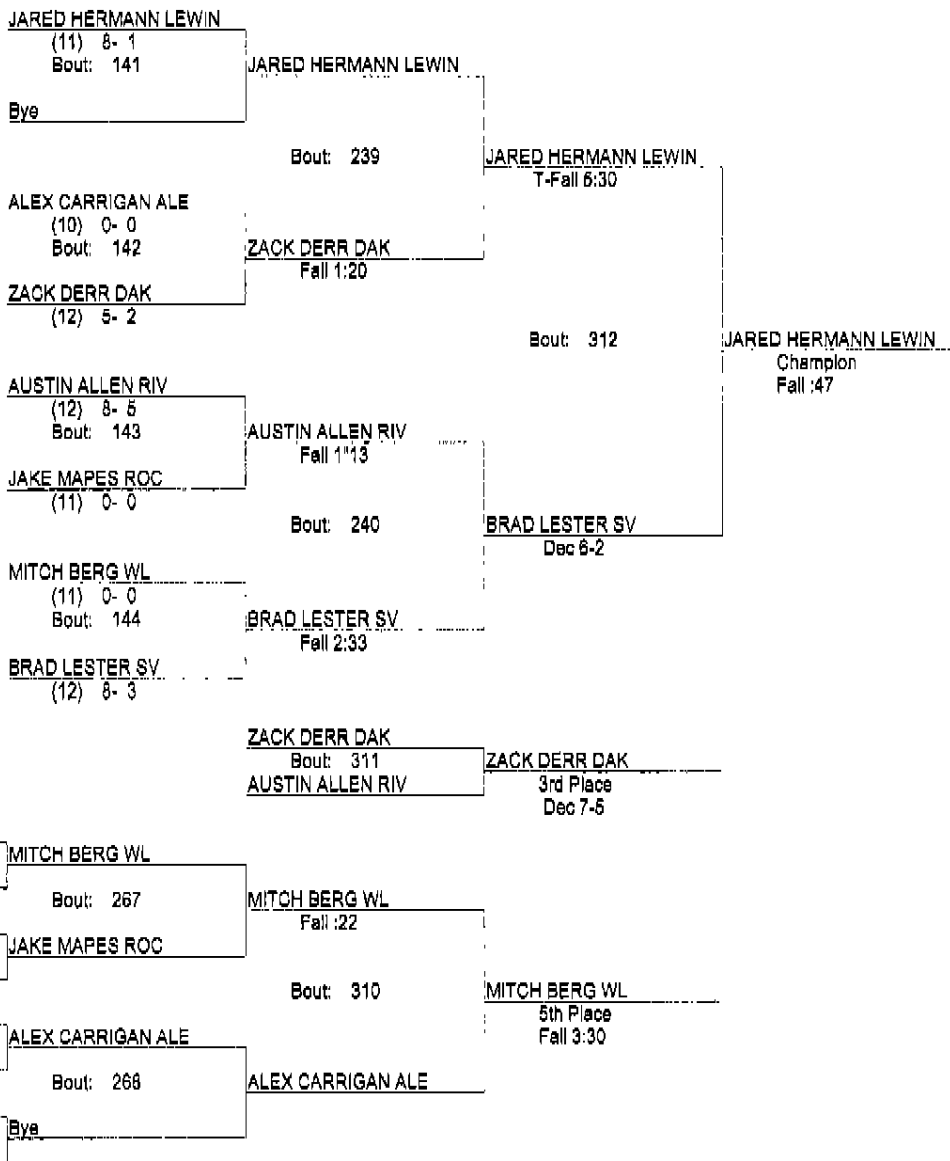 JARED HERMANN LEWIN
(11) 8- 1
Bout: 141
JARED HERMANN LEWIN
Bye
Bout: 239
JARED HERMANN LEWIN
T-Fall 5:30
ALEX CARRIGAN ALE
(10) 0- 0
Bout: 142
ZACK DERR DAK
Fall 1:20
ZACK DERR DAK
(12) 5- 2
Bout: 312
JARED HERMANN LEWIN
Champion
Fall :47
AUSTIN ALLEN RIV
(12) 8- 5
Bout: 143
AUSTIN ALLEN RIV
Fall 1"13
JAKE MAPES ROC
(11) 0- 0
Bout: 240
BRAD LESTER SV
Dec 6-2
MITCH BERG WL
(11) 0- 0
Bout: 144
BRAD LESTER SV
Fall 2:33
BRAD LESTER SV
(12) 8- 3
ZACK DERR DAK
Bout: 311
ZACK DERR DAK
AUSTIN ALLEN RIV
3rd Place
Dec 7-5
MITCH BERG WL
Bout: 267
MITCH BERG WL
Fall :22
JAKE MAPES ROC
Bout: 310
MITCH BERG WL
5th Place
Fall 3:30
ALEX CARRIGAN ALE
Bout: 268
ALEX CARRIGAN ALE
Bye